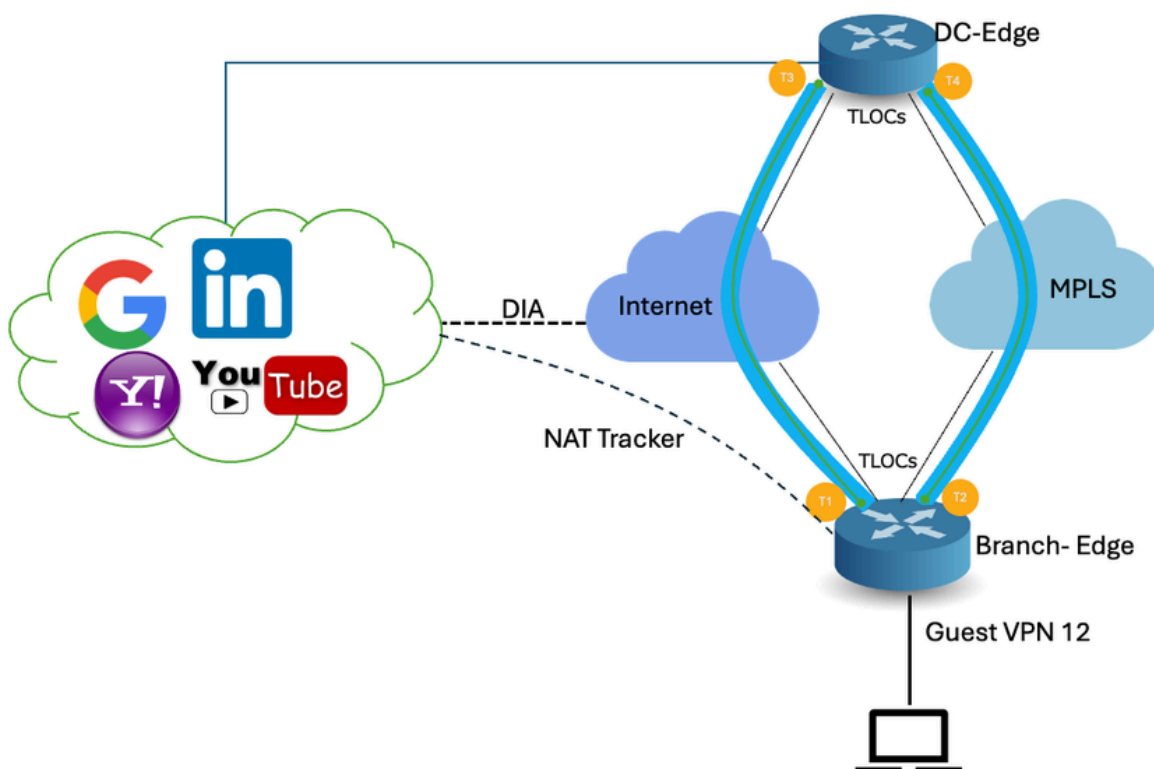 DC-Edge
T3
T4
TLOCs
in
G
Internet
MPLS
DIA
Y!
You
Tube
NAT Tracker
TLOCs
T1
T2
Branch- Edge
Guest VPN 12